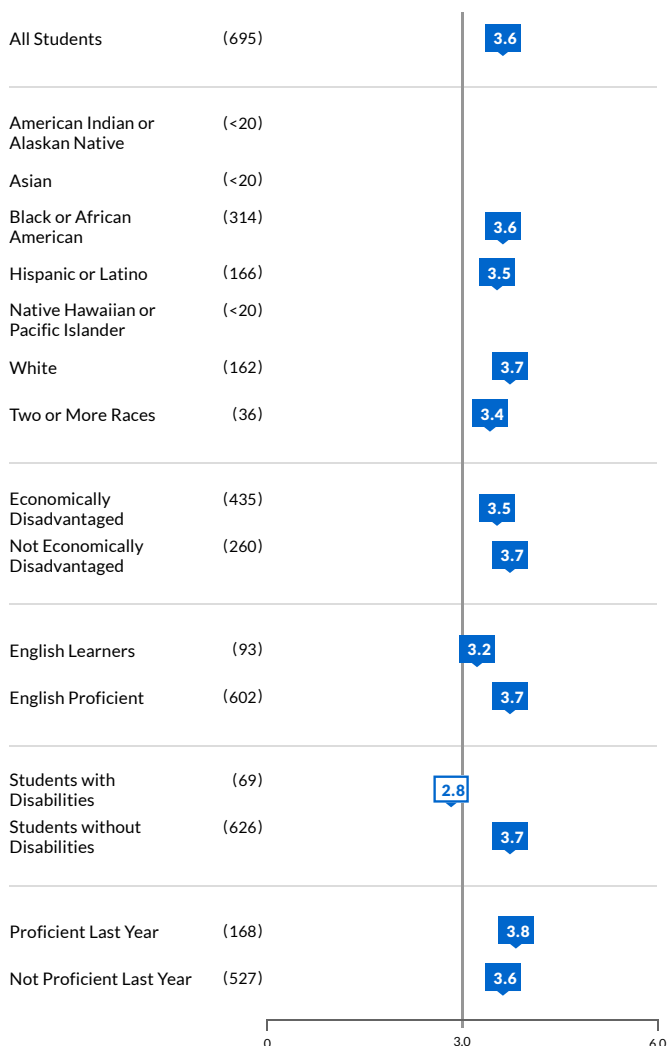 All Students (695) 3.6
American Indian or (<20)
Alaskan Native
Asian (<20)
Black or African (314) 3.6
American
Hispanic or Latino (166) 3.5
Native Hawaiian or (<20)
Pacific Islander
White (162) 3.7
Two or More Races (36) 3.4
Economically (435) 3.5
Disadvantaged
Not Economically (260) 3.7
Disadvantaged
English Learners (93) 3.2
English Proficient (602) 3.7
Students with (69) 2.8
Disabilities
Students without (626) 3.7
Disabilities
Proficient Last Year (168) 3.8
Not Proficient Last Year (527) 3.6
0 3.0 6.0